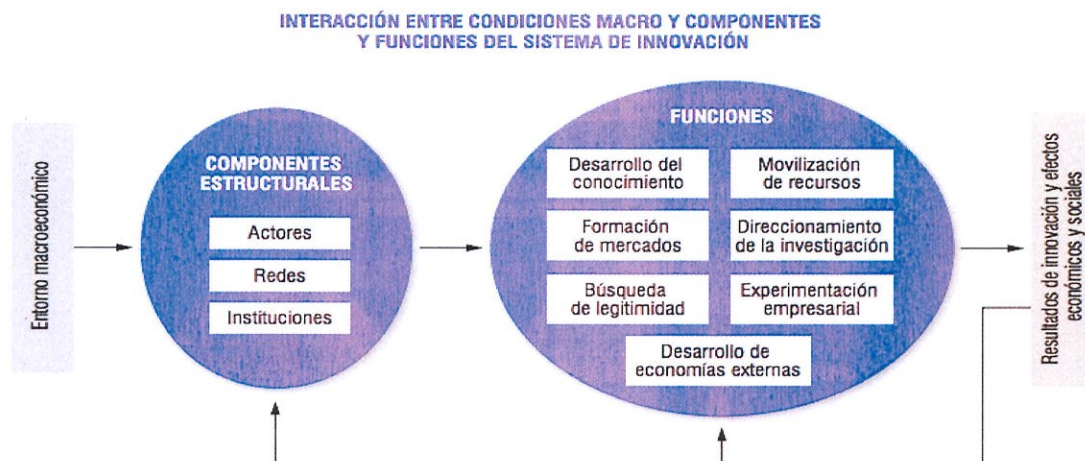 INTERACCIÓN ENTRE CONDICIONES MACRO Y COMPONENTES
Y FUNCIONES DEL SISTEMA DE INNOVACIÓN
Entorno macroeconómico
COMPONENTES
ESTRUCTURALES
Actores
Redes
Instituciones
FUNCIONES
Desarrollo del
conocimiento
Movilización
de recursos
Formación
de mercados
Direccionamiento
de la investigación
Búsqueda
de legitimidad
Experimentación
empresarial
Desarrollo de
economías externas
Resultados de innovación y efectos
económicos y sociales